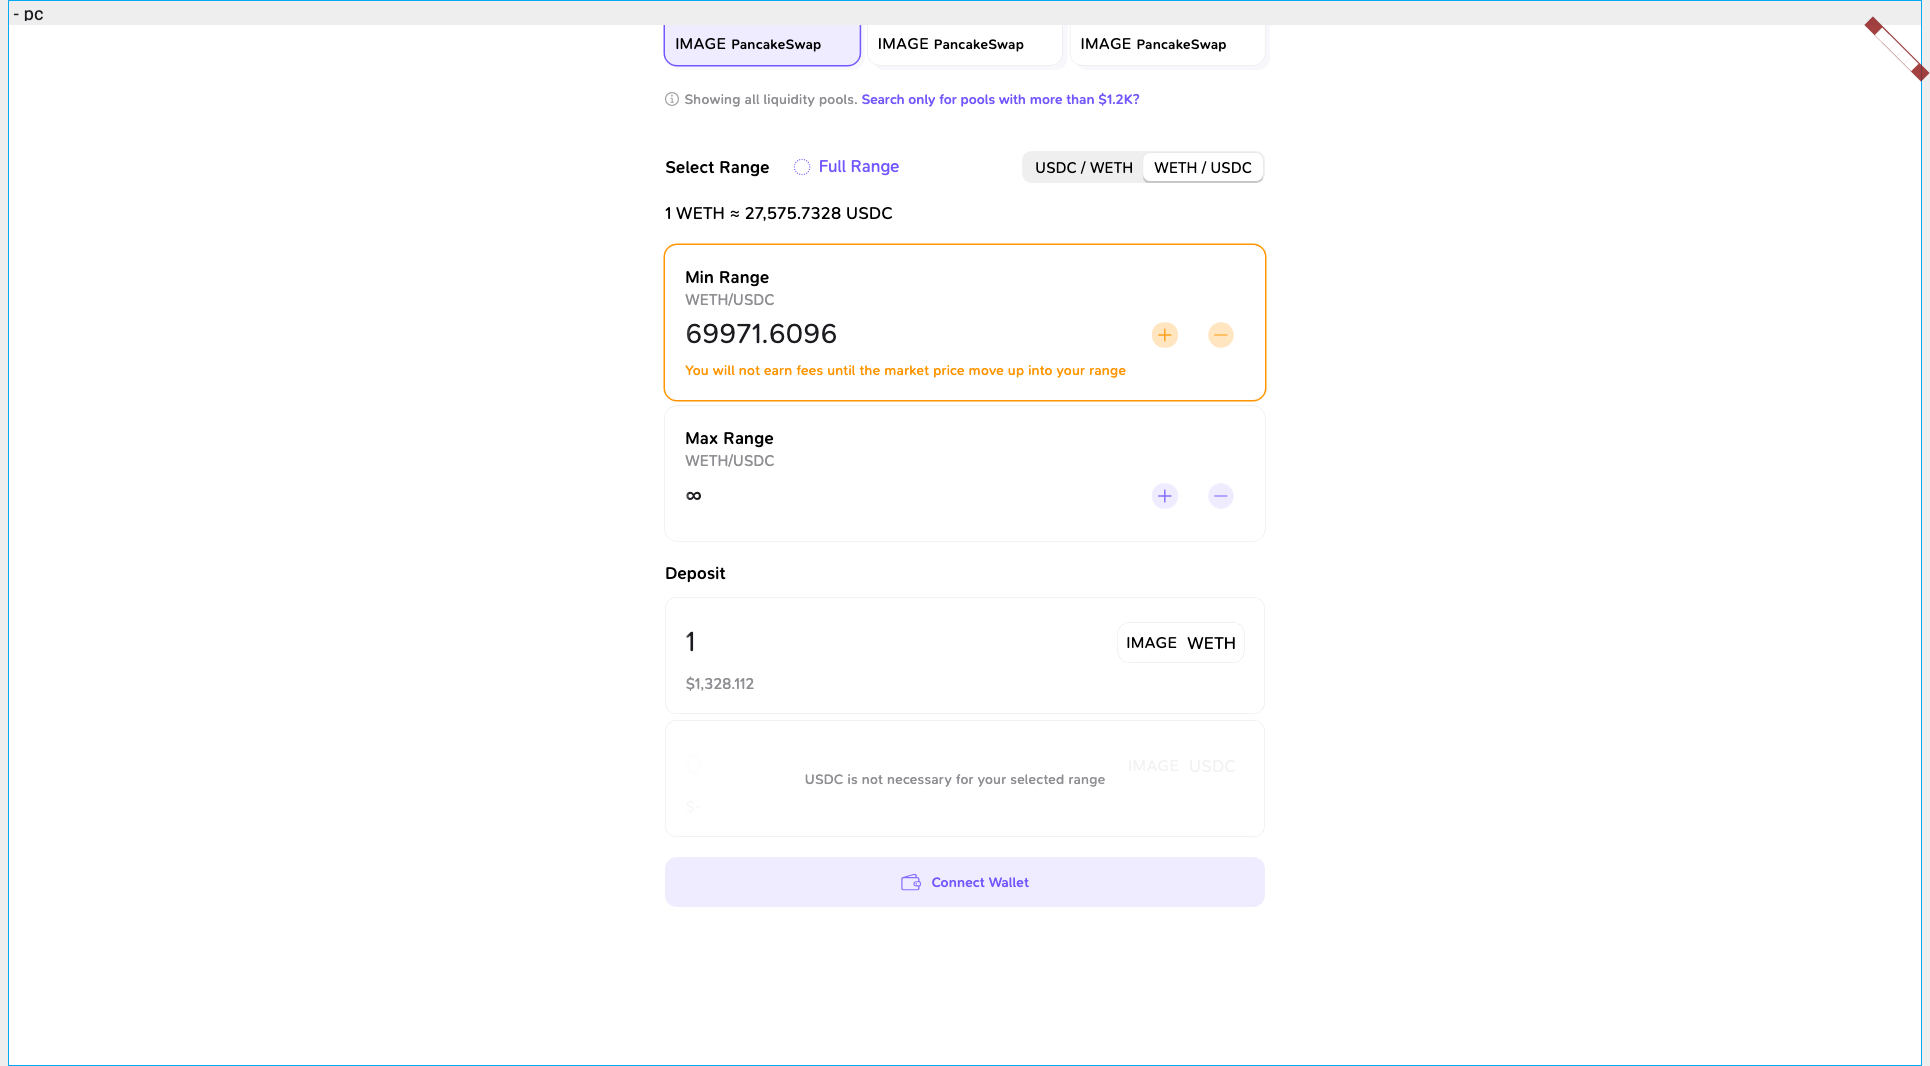 - pc
IMAGE PancakeSwap IMAGE PancakeSwap IMAGE PancakeSwap
Showing all liquidity pools. Search only for pools with more than $1.2K?
Select Range Full Range USDC / WETH WETH / USDC
1 WETH ≈ 27,575.7328 USDC
Min Range
WETH/USDC
69971.6096
You will not earn fees until the market price move up into your range
Max Range
WETH/USDC
∞
Deposit
1 IMAGE WETH
$1,328.112
IMAGE USDC
USDC is not necessary for your selected range
Connect Wallet